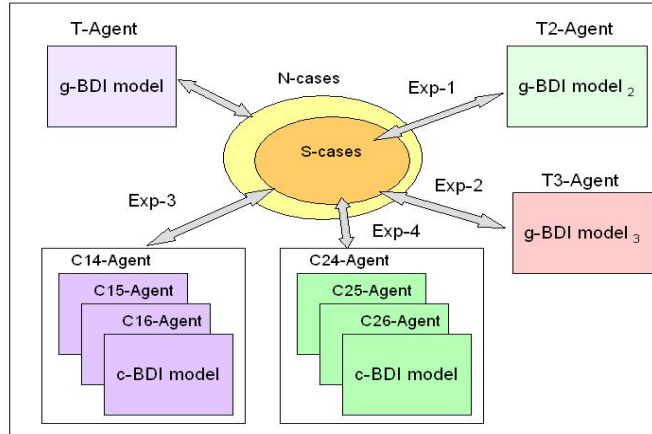 T-Agent
g-BDI model
N-cases
S-cases
Exp-1
T2-Agent
g-BDI model 2
Exp-2
T3-Agent
g-BDI model 3
Exp-3
Exp-4
C14-Agent
C15-Agent
C16-Agent
c-BDI model
C24-Agent
C25-Agent
C26-Agent
c-BDI model